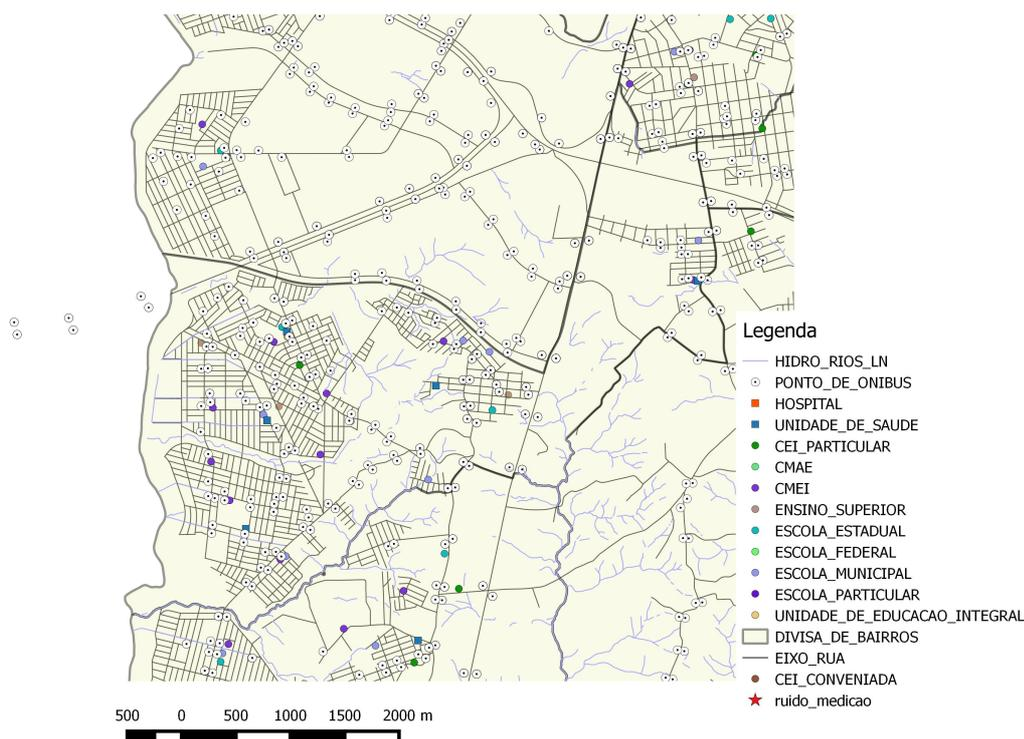 Legenda
HIDRO_RIOS_LN
PONTO_DE_ONIBUS
HOSPITAL
UNIDADE_DE_SAUDE
CEI_PARTICULAR
CMAE
CMEI
ENSINO_SUPERIOR
ESCOLA_ESTADUAL
ESCOLA_FEDERAL
ESCOLA_MUNICIPAL
ESCOLA_PARTICULAR
UNIDADE_DE_EDUCACAO_INTEGRAL
DIVISA_DE_BAIRROS
EIXO_RUA
CEI_CONVENIADA
ruido_medicao
500 0 500 1000 1500 2000 m